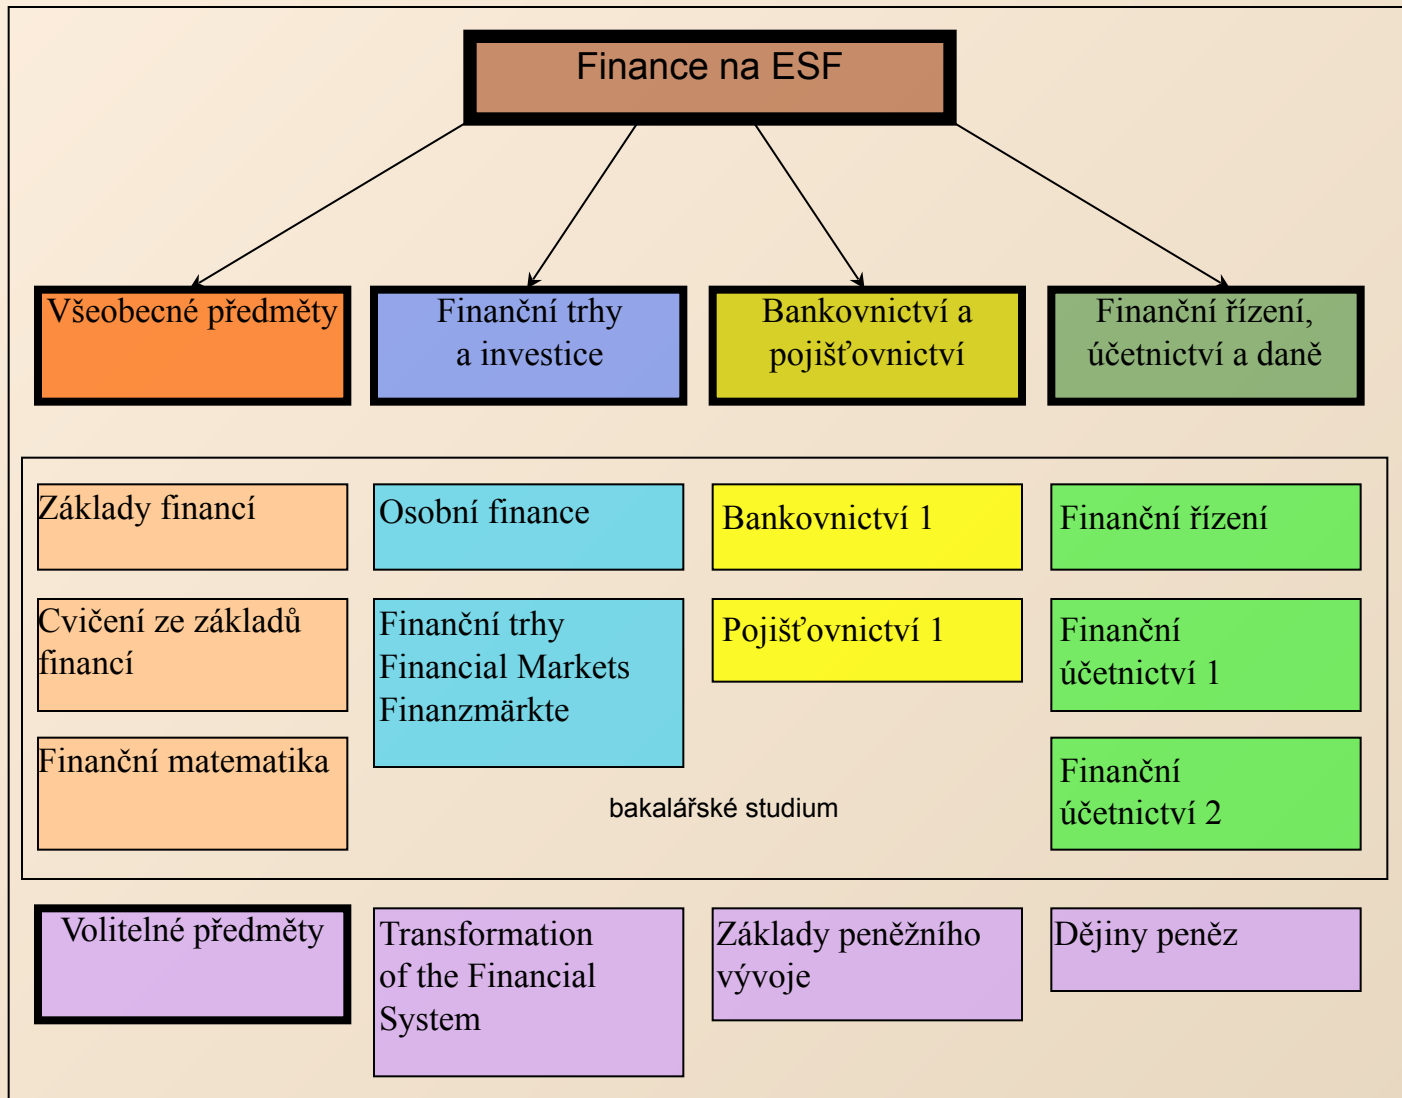 Finance na ESF
Všeobecné předměty
Finanční trhy
a investice
Bankovnictví a
pojišťovnictví
Finanční řízení,
účetnictví a daně
Základy financí
Osobní finance
Bankovnictví 1
Finanční řízení
Cvičení ze základů
financí
Finanční trhy
Financial Markets
Finanzmärkte
Pojišťovnictví 1
Finanční
účetnictví 1
Finanční matematika
bakalářské studium
Finanční
účetnictví 2
Volitelné předměty
Transformation
of the Financial
System
Základy peněžního
vývoje
Dějiny peněz